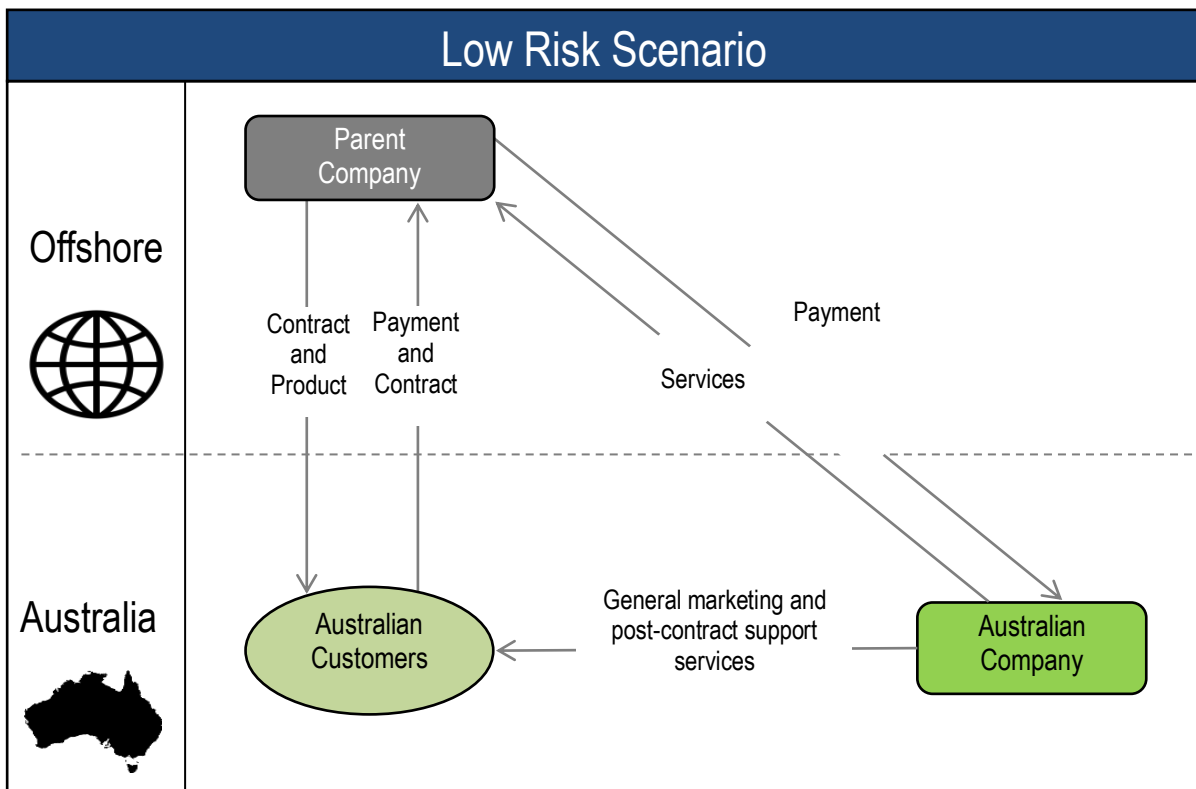 Low Risk Scenario
Parent
Company
Offshore
Contract
and
Product
Payment
and
Contract
Services
Payment
Australia
Australian
Customers
General marketing and
post-contract support
services
Australian
Company